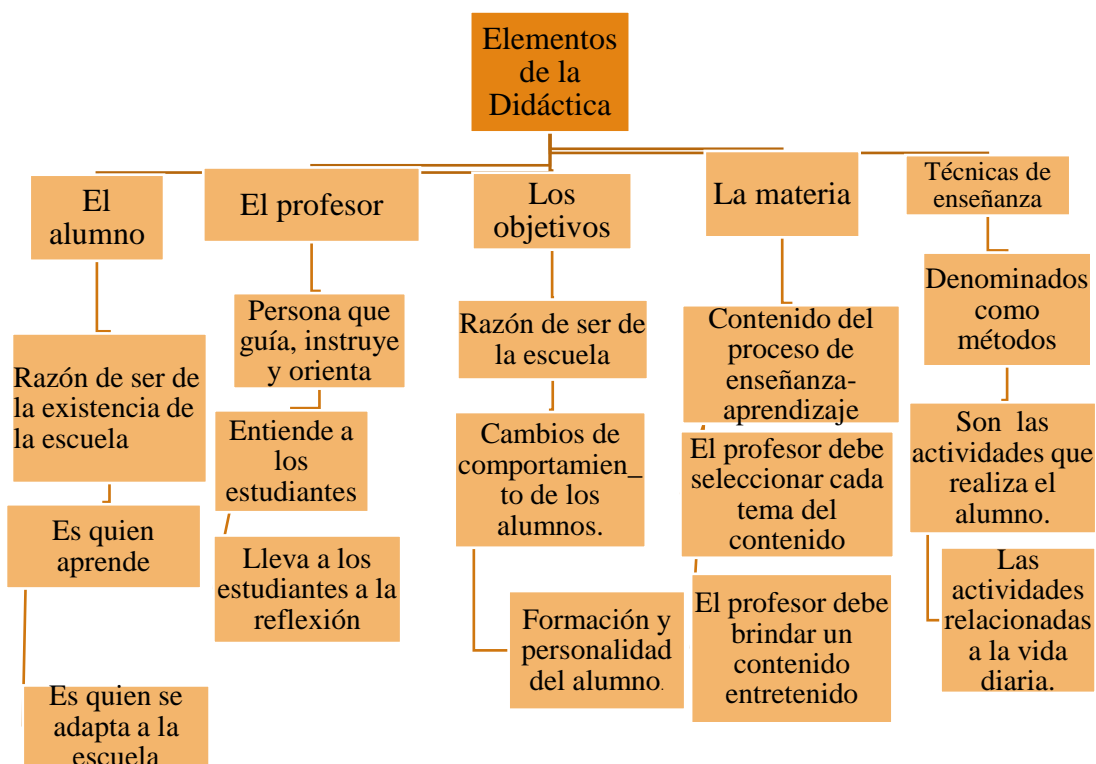 Elementos
de la
Didáctica
El
alumno
Razón de ser de
la existencia de
la escuela
Es quien
aprende
Es quien se
adapta a la
escuela
El profesor
Persona que
guía, instruye
y orienta
Entiende a
los
estudiantes
Lleva a los
estudiantes a la
reflexión
Los
objetivos
Razón de ser de
la escuela
Cambios de
comportamien_
to de los
alumnos.
Formación y
personalidad
del alumno.
La materia
Contenido del
proceso de
enseñanza-
aprendizaje
El profesor debe
seleccionar cada
tema del
contenido
El profesor debe
brindar un
contenido
entretenido
Técnicas de
enseñanza
Denominados
como
métodos
Son las
actividades que
realiza el
alumno.
Las
actividades
relacionadas
a la vida
diaria.